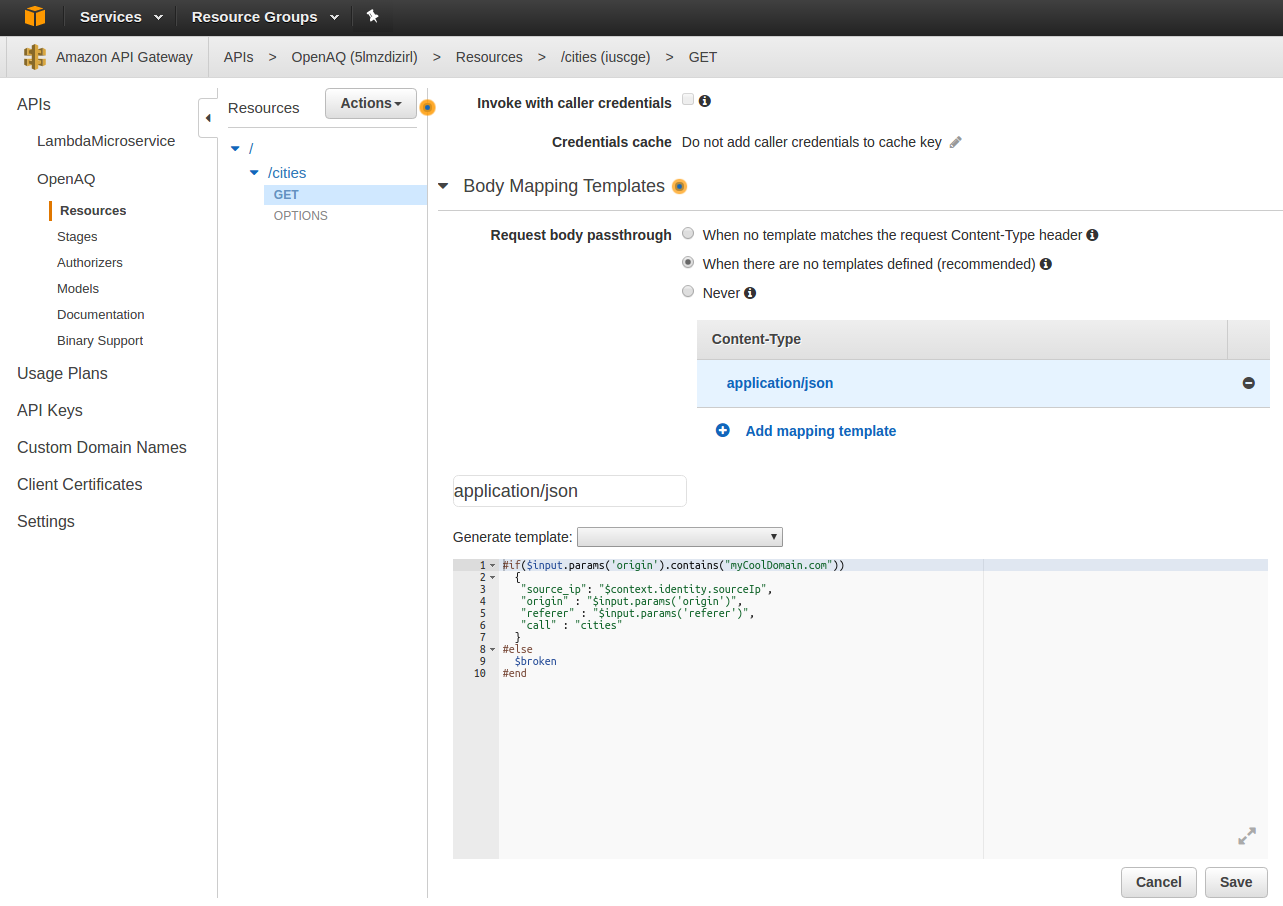 Services Resource Groups
Amazon API Gateway APIs > OpenAQ (5lmzdizirl) > Resources > /cities (iuscge) > GET
APIs
LambdaMicroservice
OpenAQ
Resources
Stages
Authorizers
Models
Documentation
Binary Support
Usage Plans
API Keys
Custom Domain Names
Client Certificates
Settings
Resources Actions
/
/cities
GET
OPTIONS
Invoke with caller credentials
Credentials cache Do not add caller credentials to cache key
Body Mapping Templates
Request body passthrough When no template matches the request Content-Type header
When there are no templates defined (recommended)
Never
Content-Type
application/json
Add mapping template
application/json
Generate template:
1 #if($input.params('origin').contains("myCoolDomain.com"))
2 {
3 "source_ip": "$context.identity.sourceIp",
4 "origin" : "$input.params('origin')",
5 "referer" : "$input.params('referer')",
6 "call" : "cities"
7 }
8 #else
9 $broken
10 #end
Cancel Save